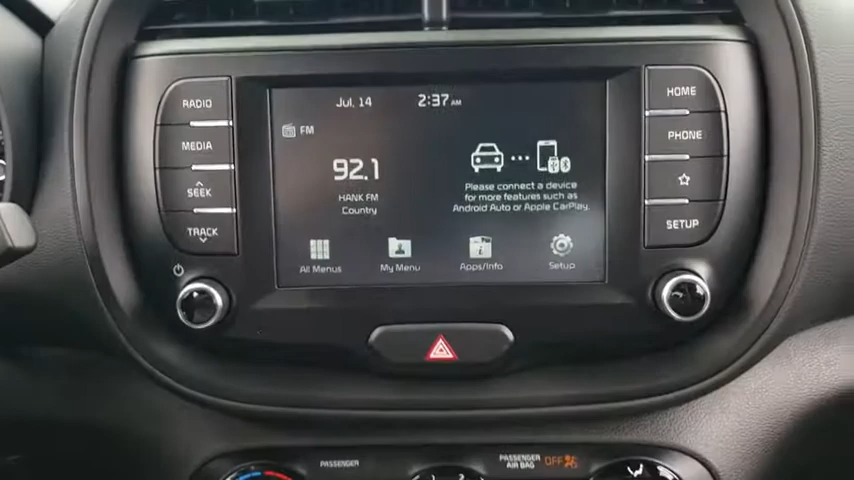 RADIO
MEDIA
SEEK
TRACK
Jul. 14
2:37 AM
FM
92.1
HANK FM
Country
Please connect a device
for more features such as
Android Auto or Apple CarPlay.
All Menus
My Menu
Apps/Info
Setup
HOME
PHONE
SETUP
PASSENGER
PASSENGER
AIR BAG
OFF